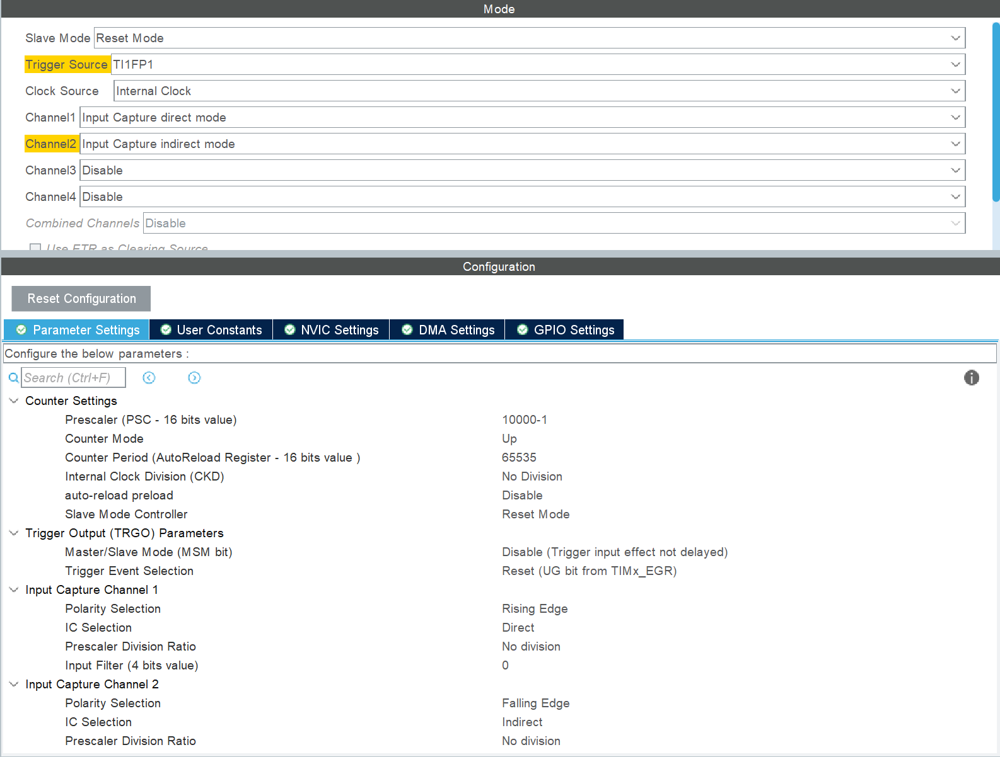 Mode
Slave Mode Reset Mode
Trigger Source TI1FP1
Clock Source Internal Clock
Channel1 Input Capture direct mode
Channel2 Input Capture indirect mode
Channel3 Disable
Channel4 Disable
Combined Channels Disable
Use ETR as Clearing Source
Configuration
Reset Configuration
Parameter Settings User Constants NVIC Settings DMA Settings GPIO Settings
Configure the below parameters :
Search (Ctrl+F)
Counter Settings
Prescaler (PSC - 16 bits value) 10000-1
Counter Mode Up
Counter Period (AutoReload Register - 16 bits value ) 65535
Internal Clock Division (CKD) No Division
auto-reload preload Disable
Slave Mode Controller Reset Mode
Trigger Output (TRGO) Parameters
Master/Slave Mode (MSM bit) Disable (Trigger input effect not delayed)
Trigger Event Selection Reset (UG bit from TIMx_EGR)
Input Capture Channel 1
Polarity Selection Rising Edge
IC Selection Direct
Prescaler Division Ratio No division
Input Filter (4 bits value) 0
Input Capture Channel 2
Polarity Selection Falling Edge
IC Selection Indirect
Prescaler Division Ratio No division